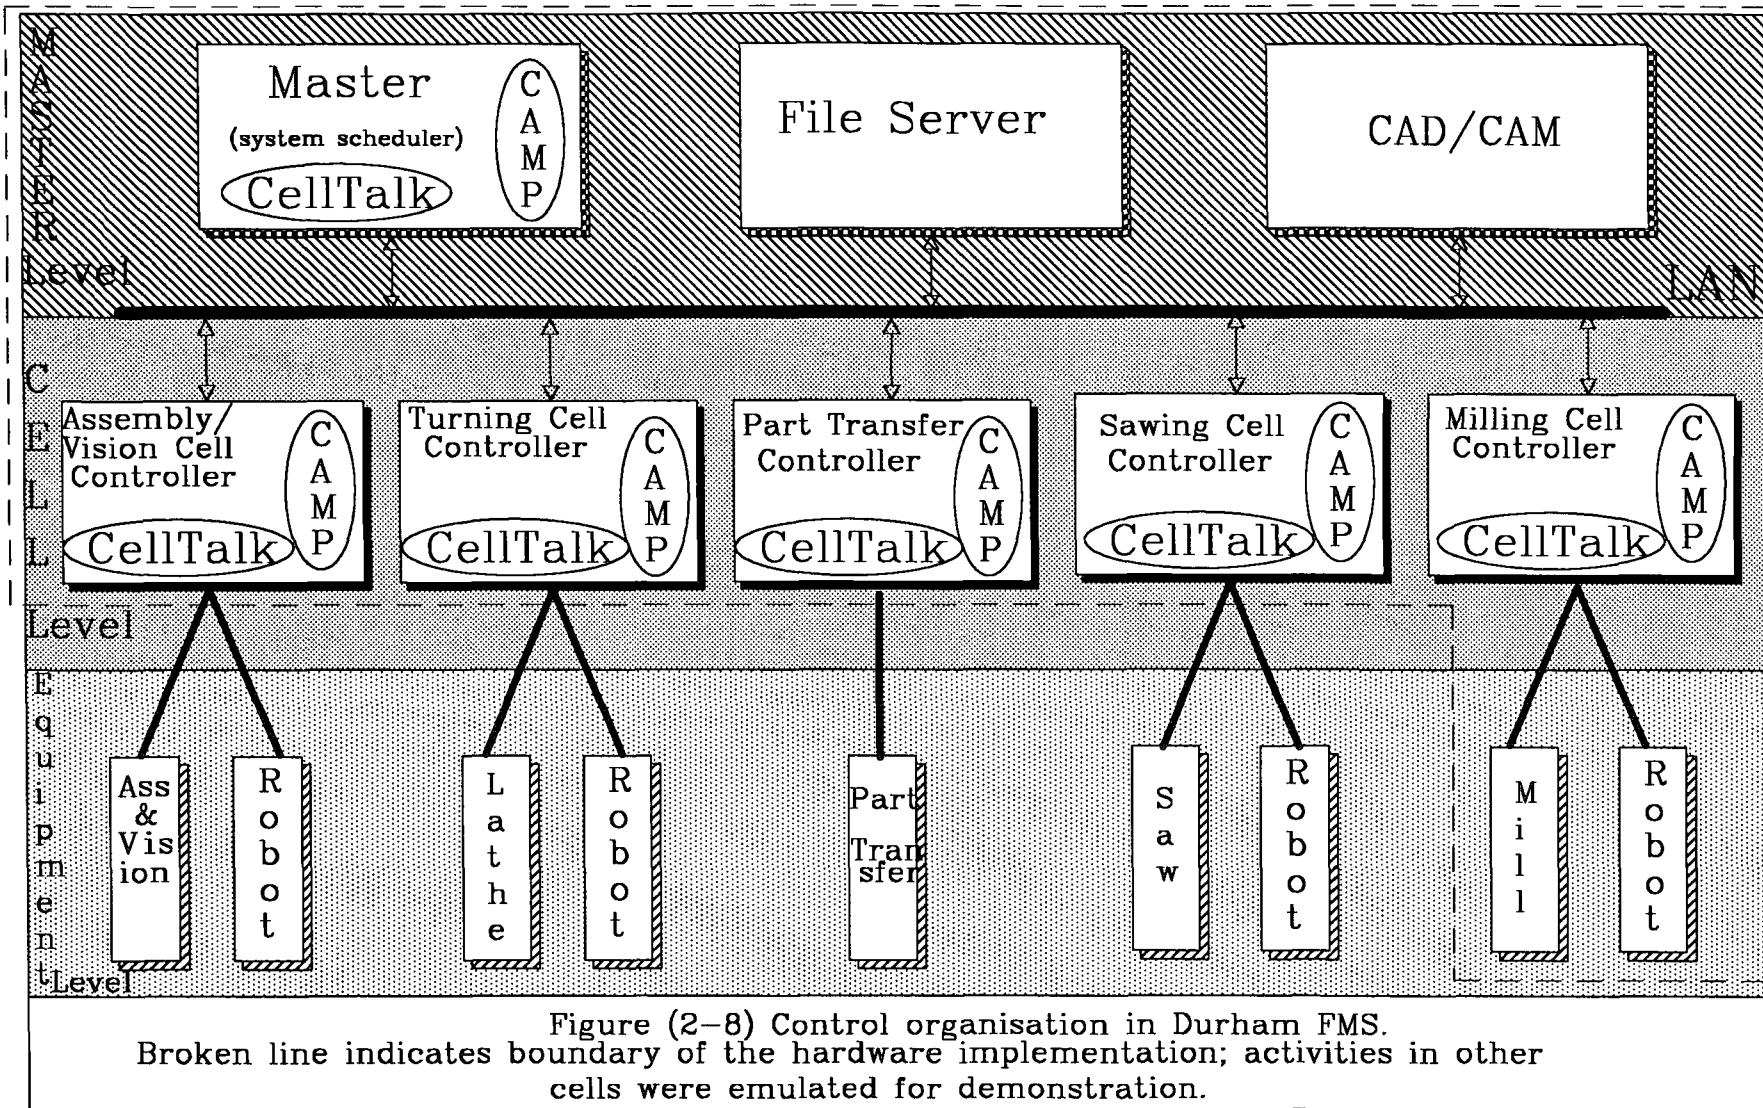 MASTER
Level
Master
(system scheduler)
CellTalk
CAMP
File Server
CAD/CAM
LAN
CELL
Level
Assembly/
Vision Cell
Controller
CellTalk
CAMP
Turning Cell
Controller
CellTalk
CAMP
Part Transfer
Controller
CellTalk
CAMP
Sawing Cell
Controller
CellTalk
CAMP
Milling Cell
Controller
CellTalk
CAMP
Equipment
Level
Ass
&
Vis
ion
Robot
Lathe
Robot
Part
Tran
sfer
Saw
Robot
Mill
Robot
Figure (2-8) Control organisation in Durham FMS.
Broken line indicates boundary of the hardware implementation; activities in other
cells were emulated for demonstration.